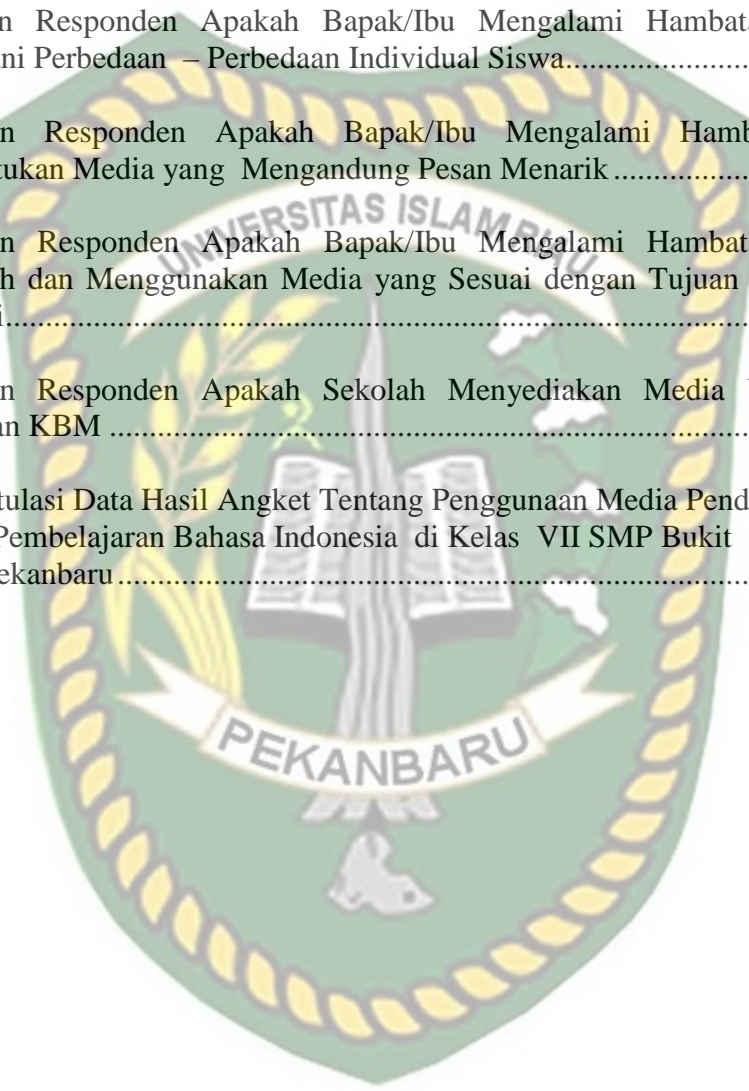 n Responden Apakah Bapak/Ibu Mengalami Hambata
ni Perbedaan – Perbedaan Individual Siswa....................
n Responden Apakah Bapak/Ibu Mengalami Hamb
tukan Media yang Mengandung Pesan Menarik ..................
UNIVERSITAS ISLAM RIAU
n Responden Apakah Bapak/Ibu Mengalami Hambat
h dan Menggunakan Media yang Sesuai dengan Tujuan
i...............................................................................................
n Responden Apakah Sekolah Menyediakan Media
an KBM ................................................................................
tulasi Data Hasil Angket Tentang Penggunaan Media Pend
Pembelajaran Bahasa Indonesia di Kelas VII SMP Bukit
ekanbaru ...............................................................................
PEKANBARU